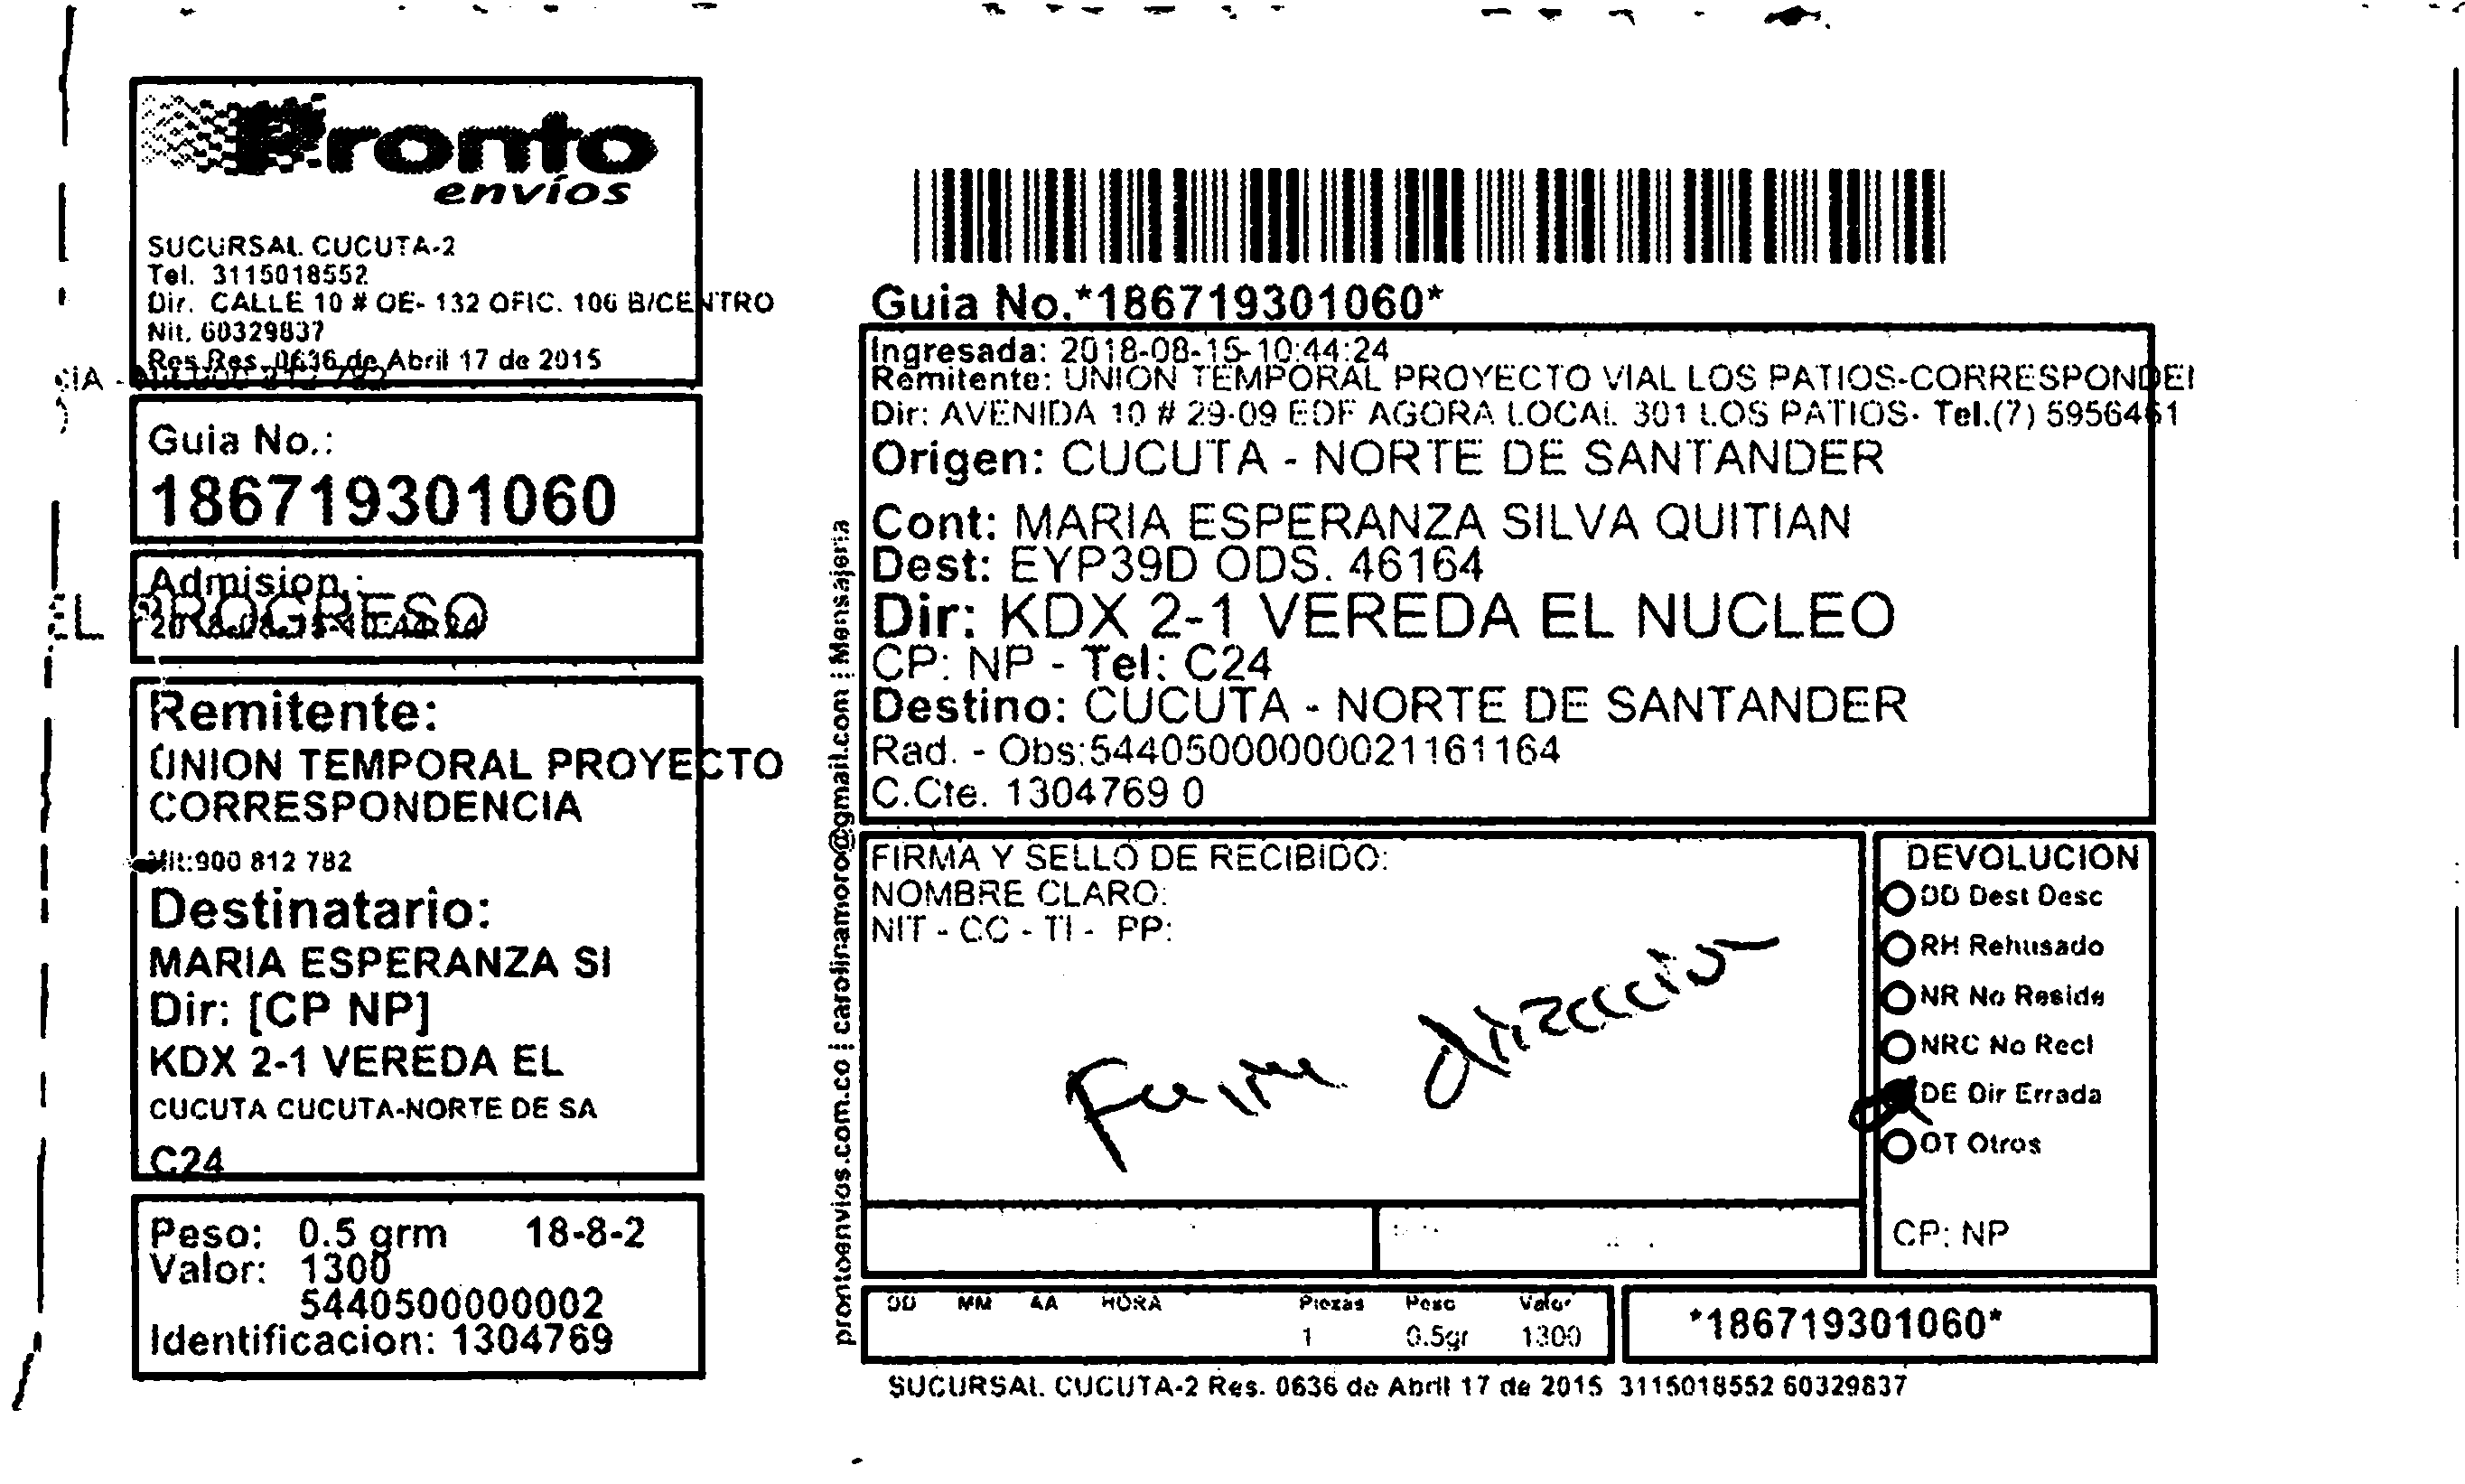 Pronto
envíos
SUCURSAL CUCUTA-2
Tel. 3115018552
Dir. CALLE 10 # OE- 132 OFIC. 106 B/CENTRO
Nit. 60329837
Res Res. 0636 de Abril 17 de 2015
Guia No.:
186719301060
Admision.:
EL PROGRESO
Remitente:
UNION TEMPORAL PROYECTO
CORRESPONDENCIA
Nit:900 812 782
Destinatario:
MARIA ESPERANZA SI
Dir: [CP NP]
KDX 2-1 VEREDA EL
CUCUTA CUCUTA-NORTE DE SA
C24
Peso: 0.5 grm 18-8-2
Valor: 1300
5440500000002
Identificacion: 1304769
prontoenvios.com.co | carolinamoro@gmail.com | Mensajeria
Guia No.*186719301060*
Ingresada: 2018-08-15-10:44:24
Remitente: UNION TEMPORAL PROYECTO VIAL LOS PATIOS-CORRESPONDEI
Dir: AVENIDA 10 # 29-09 EDF AGORA LOCAL 301 LOS PATIOS- Tel.(7) 5956461
Origen: CUCUTA - NORTE DE SANTANDER
Cont: MARIA ESPERANZA SILVA QUITIAN
Dest: EYP39D ODS. 46164
Dir: KDX 2-1 VEREDA EL NUCLEO
CP: NP - Tel: C24
Destino: CUCUTA - NORTE DE SANTANDER
Rad. - Obs:544050000000021161164
C.Cte. 1304769 0
FIRMA Y SELLO DE RECIBIDO:
NOMBRE CLARO:
NIT - CC - TI - PP:
dirección
DEVOLUCION
DD Dest Desc
RH Rehusado
NR No Reside
NRC No Recl
DE Dir Errada
OT Otros
CP: NP
DD MM AA HORA Piezas Peso Valor
1 0.5gr 1300
*186719301060*
SUCURSAL CUCUTA-2 Res. 0636 de Abril 17 de 2015 3115018552 60329837